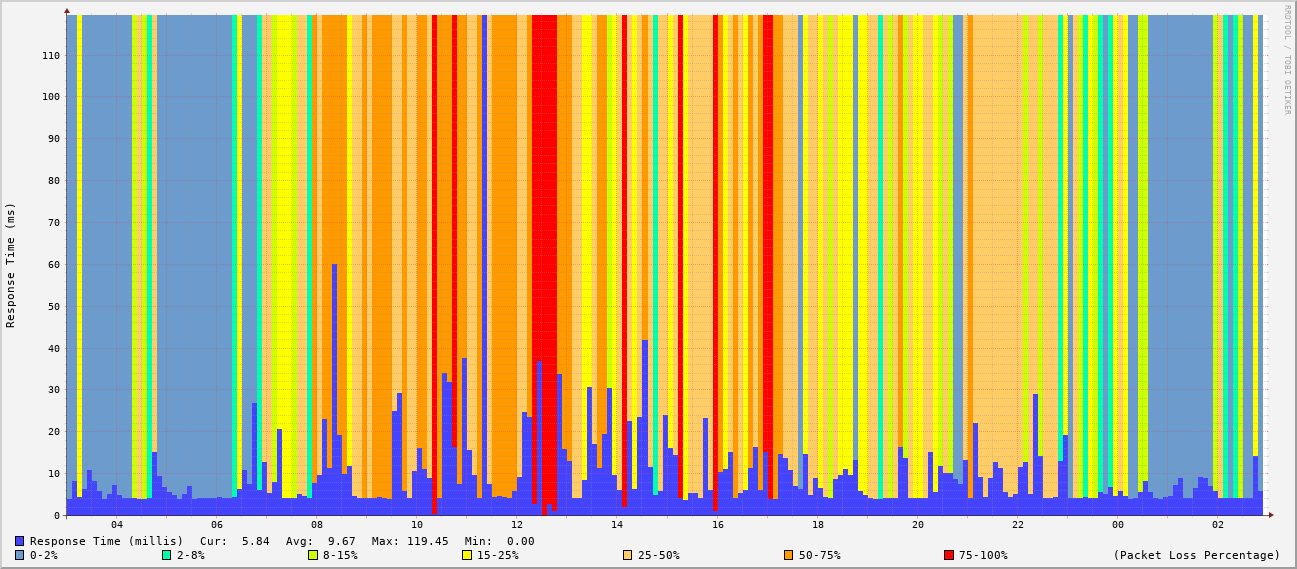 RRDTOOL / TOBI OETIKER
Response Time (ms)
110
100
90
80
70
60
50
40
30
20
10
0
04 06 08 10 12 14 16 18 20 22 00 02
Response Time (millis) Cur: 5.84 Avg: 9.67 Max: 119.45 Min: 0.00
0-2% 2-8% 8-15% 15-25% 25-50% 50-75% 75-100% (Packet Loss Percentage)